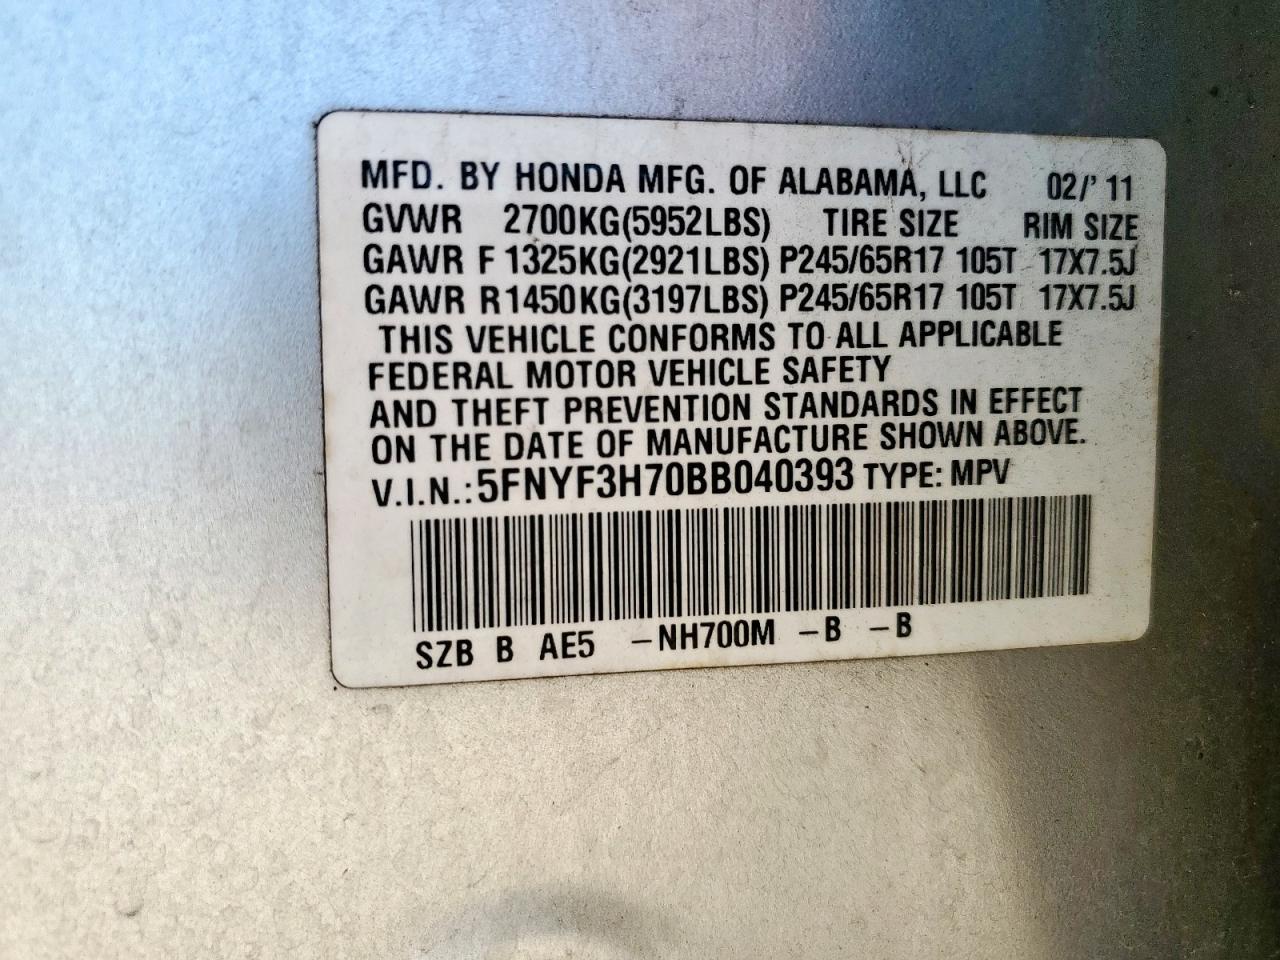 MFD. BY HONDA MFG. OF ALABAMA, LLC 02/'11
GVWR 2700KG(5952LBS) TIRE SIZE RIM SIZE
GAWR F 1325KG(2921LBS) P245/65R17 105T 17X7.5J
GAWR R 1450KG(3197LBS) P245/65R17 105T 17X7.5J
THIS VEHICLE CONFORMS TO ALL APPLICABLE
FEDERAL MOTOR VEHICLE SAFETY
AND THEFT PREVENTION STANDARDS IN EFFECT
ON THE DATE OF MANUFACTURE SHOWN ABOVE.
V.I.N.: 5FNYF3H70BB040393 TYPE: MPV
SZB B AE5 -NH700M -B -B